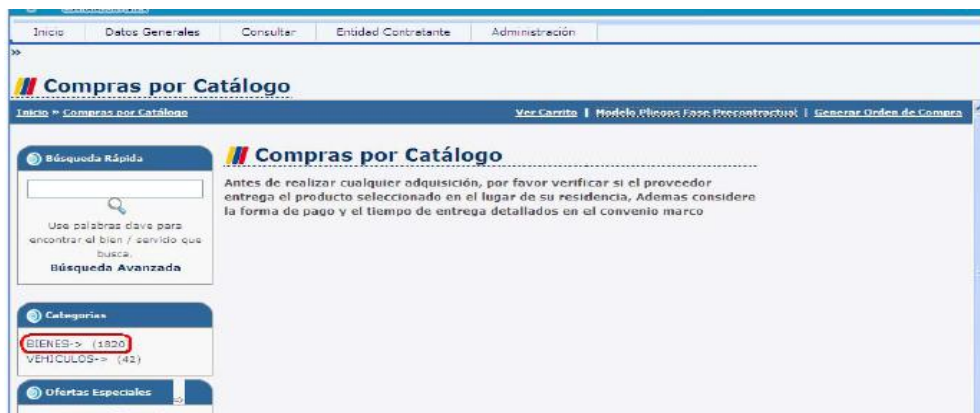 Inicio Datos Generales Consultar Entidad Contratante Administración
»
Compras por Catálogo
Inicio » Compras por Catálogo Ver Carrito | Modelo Pliegos Fase Precontractual | Generar Orden de Compra
Búsqueda Rápida
Use palabras clave para
encontrar el bien / servicio que
busca.
Búsqueda Avanzada
Categorías
BIENES-> (1820
VEHICULOS-> (42)
Ofertas Especiales
Compras por Catálogo
Antes de realizar cualquier adquisición, por favor verificar si el proveedor
entrega el producto seleccionado en el lugar de su residencia, Ademas considere
la forma de pago y el tiempo de entrega detallados en el convenio marco